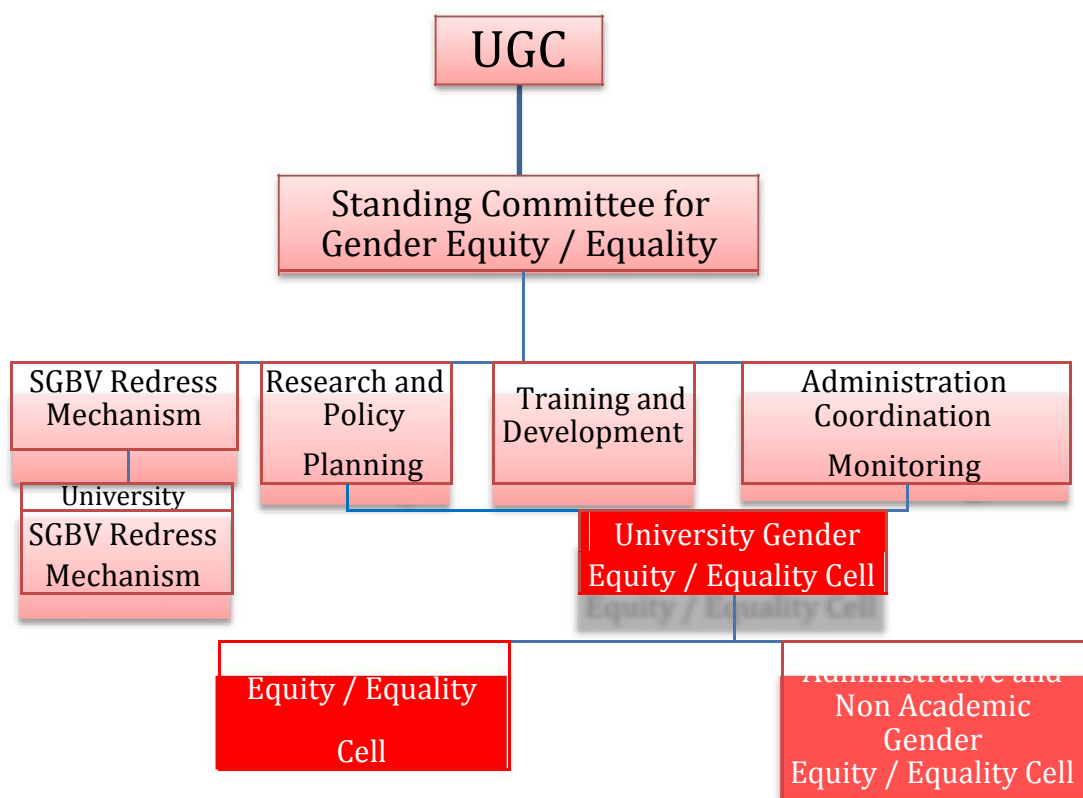 UGC
Standing Committee for
Gender Equity / Equality
SGBV Redress
Mechanism
Research and
Policy
Planning
Training and
Development
Administration
Coordination
Monitoring
University
SGBV Redress
Mechanism
University Gender
Equity / Equality Cell
Equity / Equality
Cell
Administrative and
Non Academic
Gender
Equity / Equality Cell